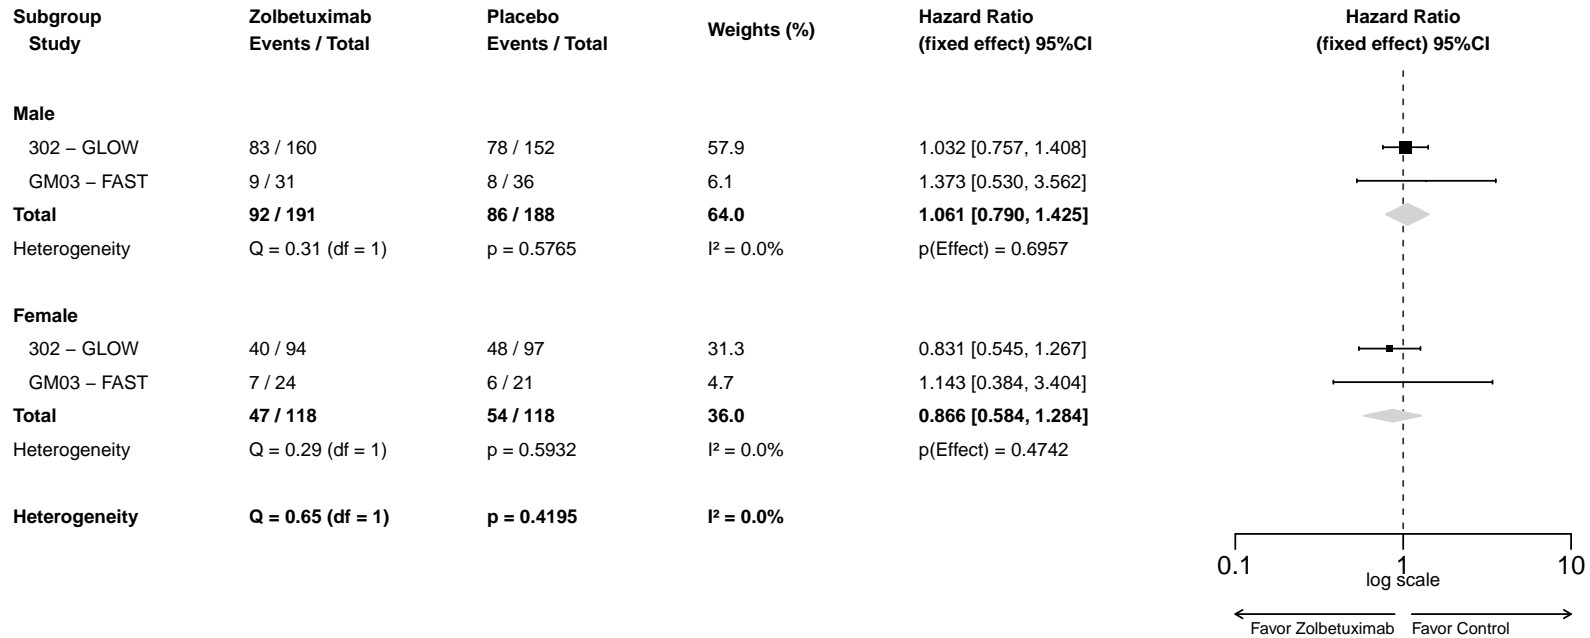 Subgroup Zolbetuximab Placebo Weights (%) Hazard Ratio Hazard Ratio
Study Events / Total Events / Total (fixed effect) 95%CI (fixed effect) 95%CI
Male
302 – GLOW 83 / 160 78 / 152 57.9 1.032 [0.757, 1.408]
GM03 – FAST 9 / 31 8 / 36 6.1 1.373 [0.530, 3.562]
Total 92 / 191 86 / 188 64.0 1.061 [0.790, 1.425]
Heterogeneity Q = 0.31 (df = 1) p = 0.5765 I² = 0.0% p(Effect) = 0.6957
Female
302 – GLOW 40 / 94 48 / 97 31.3 0.831 [0.545, 1.267]
GM03 – FAST 7 / 24 6 / 21 4.7 1.143 [0.384, 3.404]
Total 47 / 118 54 / 118 36.0 0.866 [0.584, 1.284]
Heterogeneity Q = 0.29 (df = 1) p = 0.5932 I² = 0.0% p(Effect) = 0.4742
Heterogeneity Q = 0.65 (df = 1) p = 0.4195 I² = 0.0%
0.1 1 10
log scale
Favor Zolbetuximab Favor Control